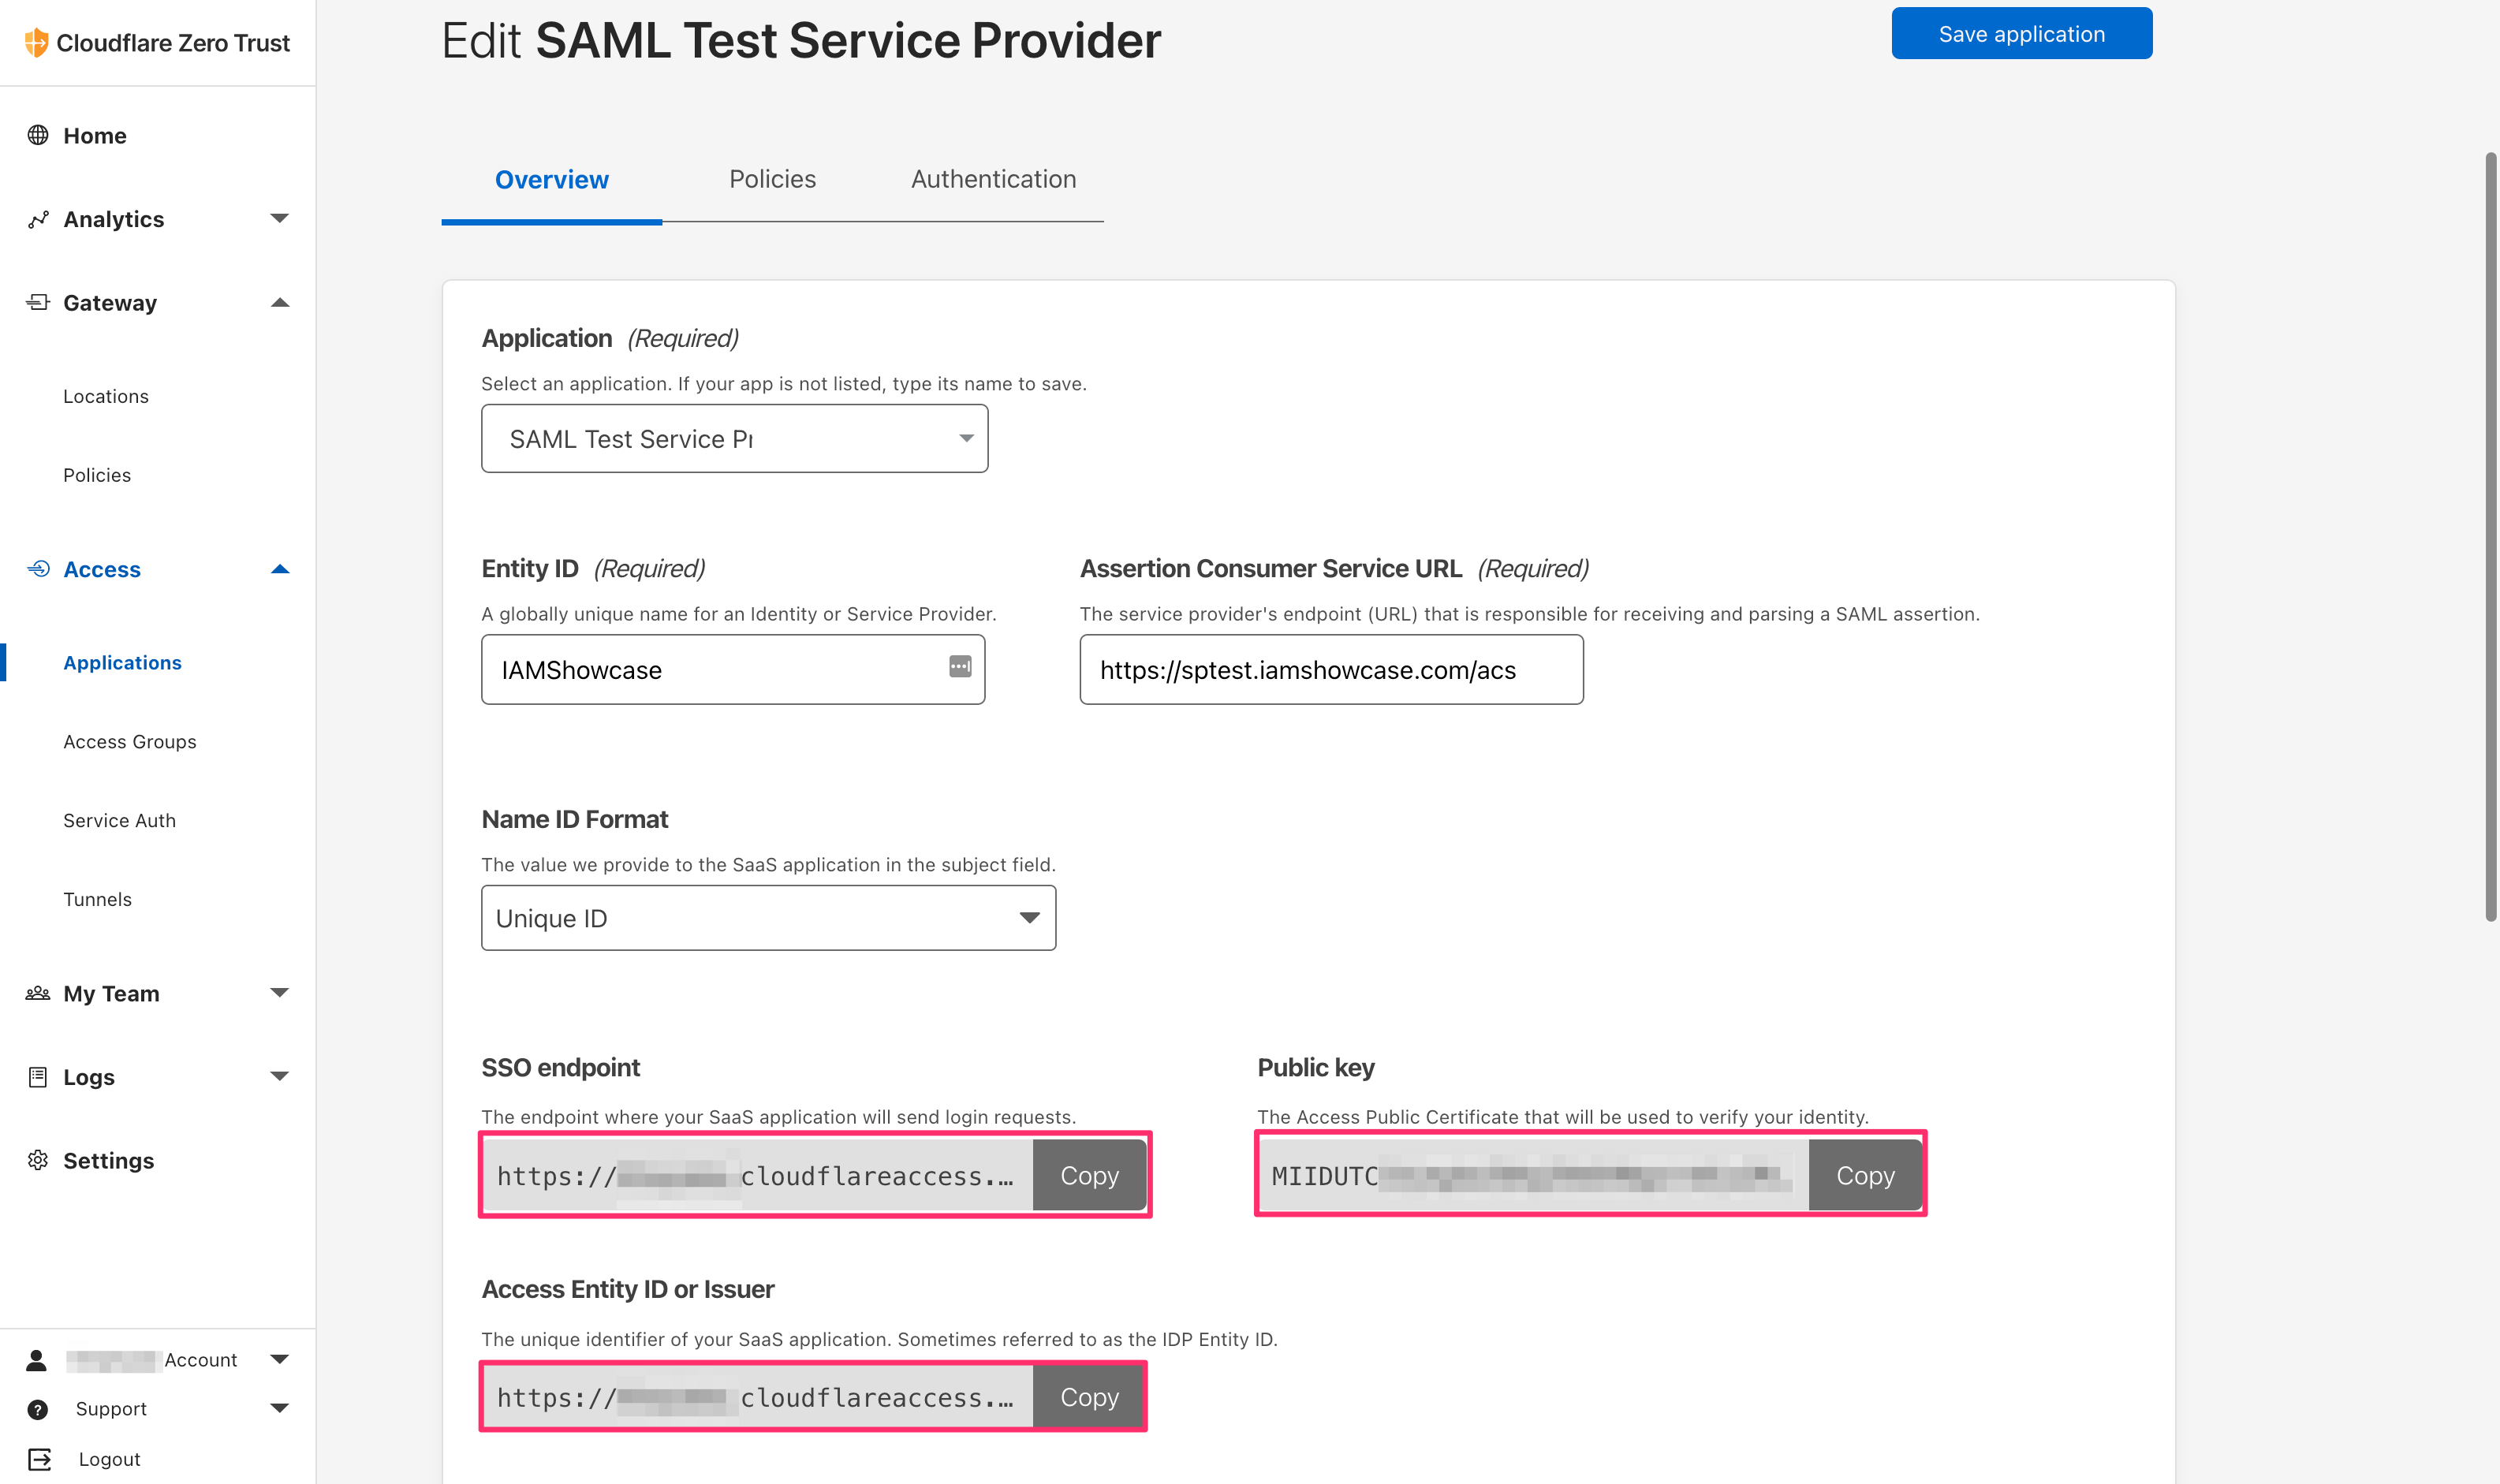 Cloudflare Zero Trust
Home
Analytics
Gateway
Locations
Policies
Access
Applications
Access Groups
Service Auth
Tunnels
My Team
Logs
Settings
Account
Support
Logout
Edit SAML Test Service Provider
Save application
Overview Policies Authentication
Application (Required)
Select an application. If your app is not listed, type its name to save.
SAML Test Service Pr
Entity ID (Required)
A globally unique name for an Identity or Service Provider.
IAMShowcase
Assertion Consumer Service URL (Required)
The service provider's endpoint (URL) that is responsible for receiving and parsing a SAML assertion.
https://sptest.iamshowcase.com/acs
Name ID Format
The value we provide to the SaaS application in the subject field.
Unique ID
SSO endpoint
The endpoint where your SaaS application will send login requests.
https:// cloudflareaccess.… Copy
Public key
The Access Public Certificate that will be used to verify your identity.
MIIDUTC Copy
Access Entity ID or Issuer
The unique identifier of your SaaS application. Sometimes referred to as the IDP Entity ID.
https:// cloudflareaccess.… Copy